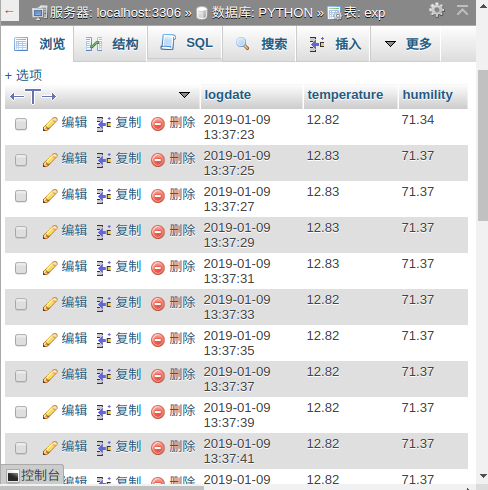 ← 服务器: localhost:3306 » 数据库: PYTHON » 表: exp
浏览 结构 SQL 搜索 插入 更多
+ 选项
←T→ logdate temperature humility
编辑 复制 删除 2019-01-09 13:37:23 12.82 71.34
编辑 复制 删除 2019-01-09 13:37:25 12.83 71.37
编辑 复制 删除 2019-01-09 13:37:27 12.83 71.37
编辑 复制 删除 2019-01-09 13:37:29 12.83 71.37
编辑 复制 删除 2019-01-09 13:37:31 12.83 71.37
编辑 复制 删除 2019-01-09 13:37:33 12.82 71.37
编辑 复制 删除 2019-01-09 13:37:35 12.82 71.37
编辑 复制 删除 2019-01-09 13:37:37 12.82 71.37
编辑 复制 删除 2019-01-09 13:37:39 12.82 71.37
编辑 复制 删除 2019-01-09 13:37:41 12.82 71.37
编辑 复制 删除 2019-01-09 12.82 71.37
控制台